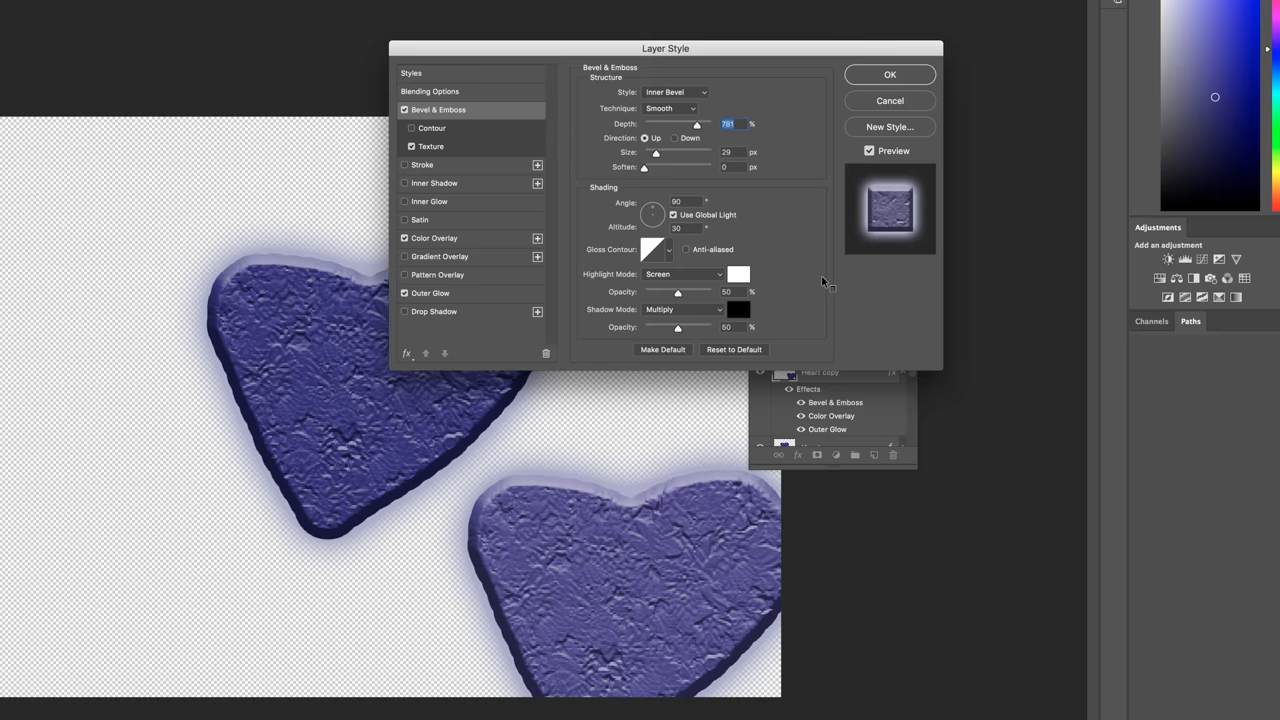 Layer Style
Styles
Blending Options
Bevel & Emboss
Contour
Texture
Stroke
Inner Shadow
Inner Glow
Satin
Color Overlay
Gradient Overlay
Pattern Overlay
Outer Glow
Drop Shadow
fx
Bevel & Emboss
Structure
Style: Inner Bevel
Technique: Smooth
Depth: 781 %
Direction: Up Down
Size: 29 px
Soften: 0 px
Shading
Angle: 90 °
Use Global Light
Altitude: 30 °
Gloss Contour: Anti-aliased
Highlight Mode: Screen
Opacity: 50 %
Shadow Mode: Multiply
Opacity: 50 %
Make Default Reset to Default
OK
Cancel
New Style...
Preview
Heart copy fx
Effects
Bevel & Emboss
Color Overlay
Outer Glow
fx
Adjustments
Add an adjustment
Channels Paths